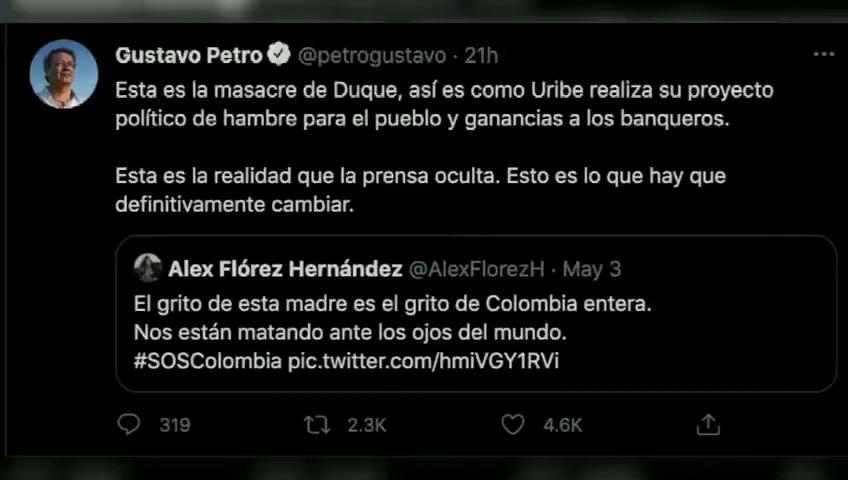 Gustavo Petro @petrogustavo · 21h
Esta es la masacre de Duque, así es como Uribe realiza su proyecto
político de hambre para el pueblo y ganancias a los banqueros.
Esta es la realidad que la prensa oculta. Esto es lo que hay que
definitivamente cambiar.
Alex Flórez Hernández @AlexFlorezH · May 3
El grito de esta madre es el grito de Colombia entera.
Nos están matando ante los ojos del mundo.
#SOSColombia pic.twitter.com/hmiVGY1RVi
319 2.3K 4.6K